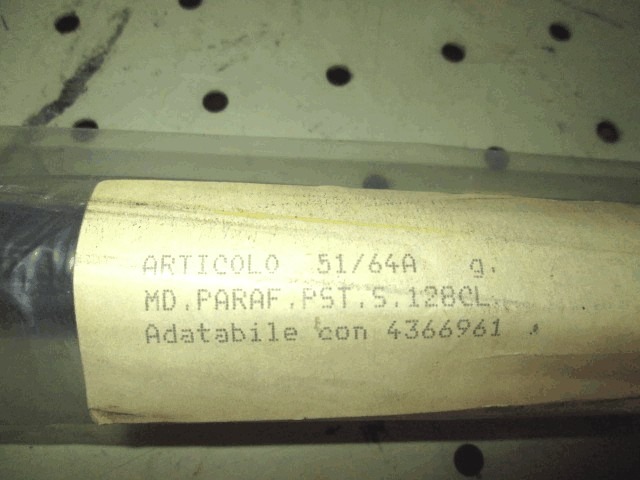 ARTICOLO 51/64A g.
MD.PARAF.PST.S.128CL.
Adatabile con 4366961